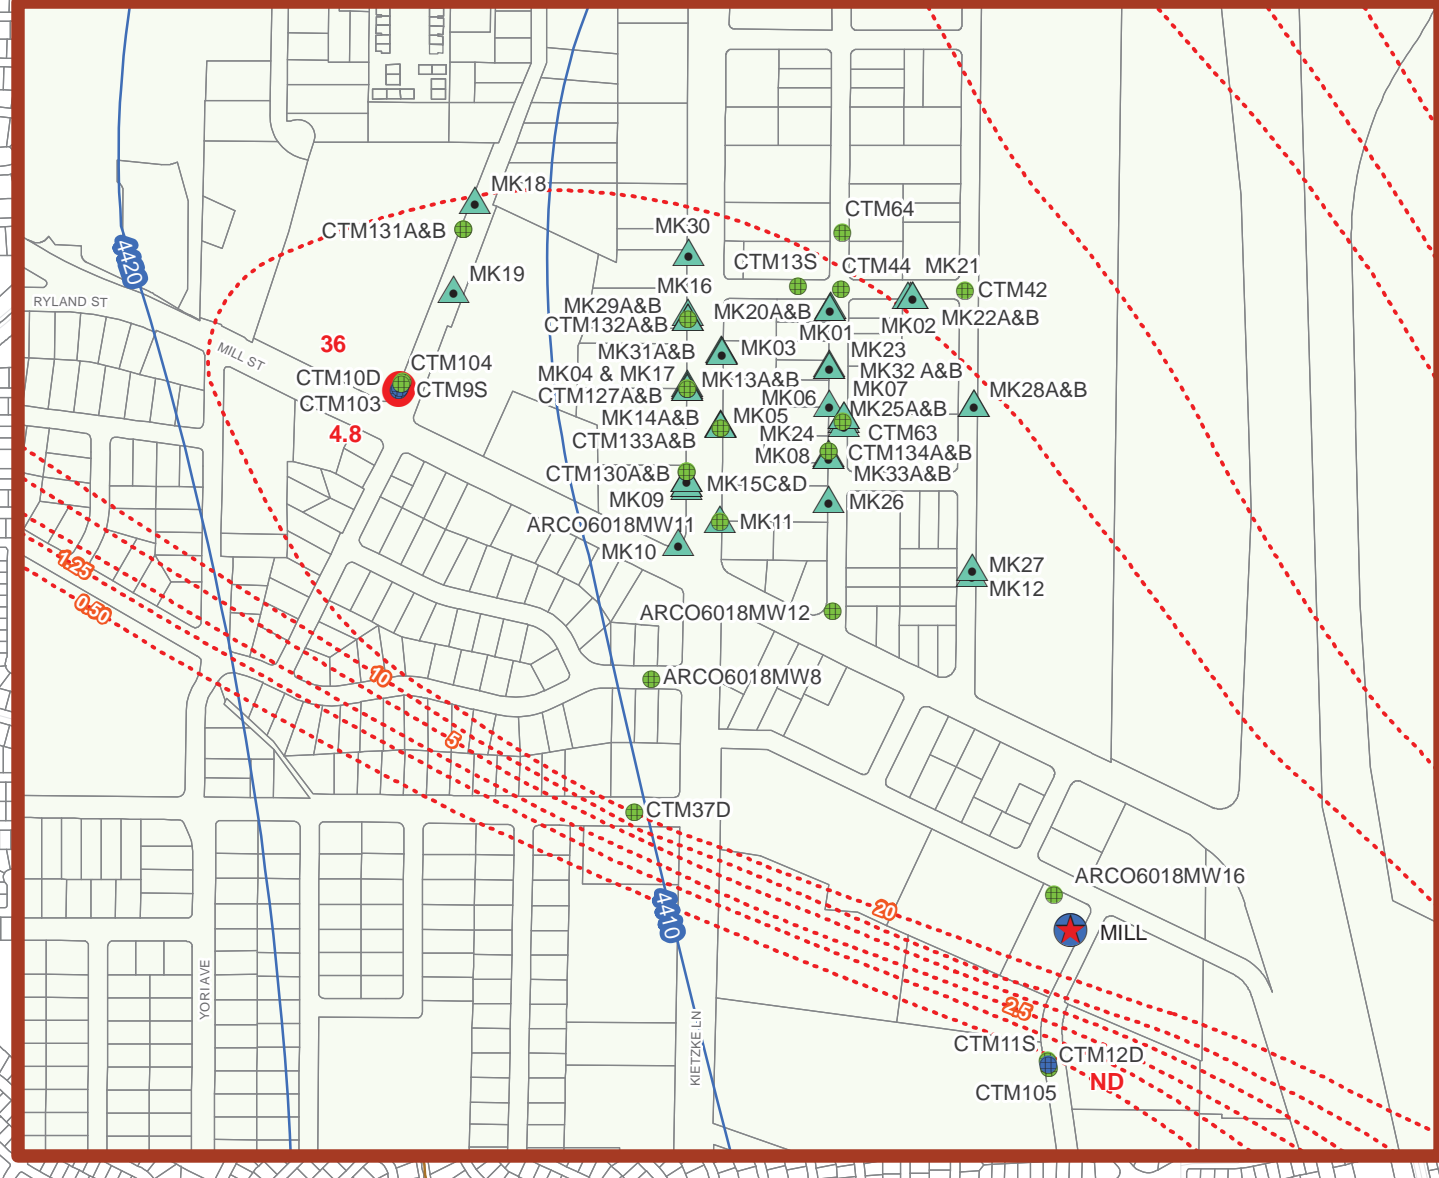 MK18
CTM131A&B
CTM64
MK30
4420
CTM13S
CTM44
MK21
MK19
MK16
CTM42
RYLAND ST
MK29A&B
MK20A&B
CTM132A&B
MK01
MK02
MK22A&B
MILL ST
36
MK31A&B
MK03
MK23
CTM104
CTM10D
MK04 & MK17
MK13A&B
MK32 A&B
CTM9S
CTM103
CTM127A&B
MK06
MK07
MK28A&B
MK14A&B
MK05
MK25A&B
4.8
CTM133A&B
MK24
CTM63
MK08
CTM134A&B
CTM130A&B
MK15C&D
MK33A&B
MK09
MK26
ARCO6018MW11
MK11
MK10
1.25
MK27
MK12
0.50
ARCO6018MW12
10
ARCO6018MW8
5
CTM37D
ARCO6018MW16
20
4410
MILL
YORI AVE
2.5
KIETZKE LN
CTM11S
CTM12D
ND
CTM105